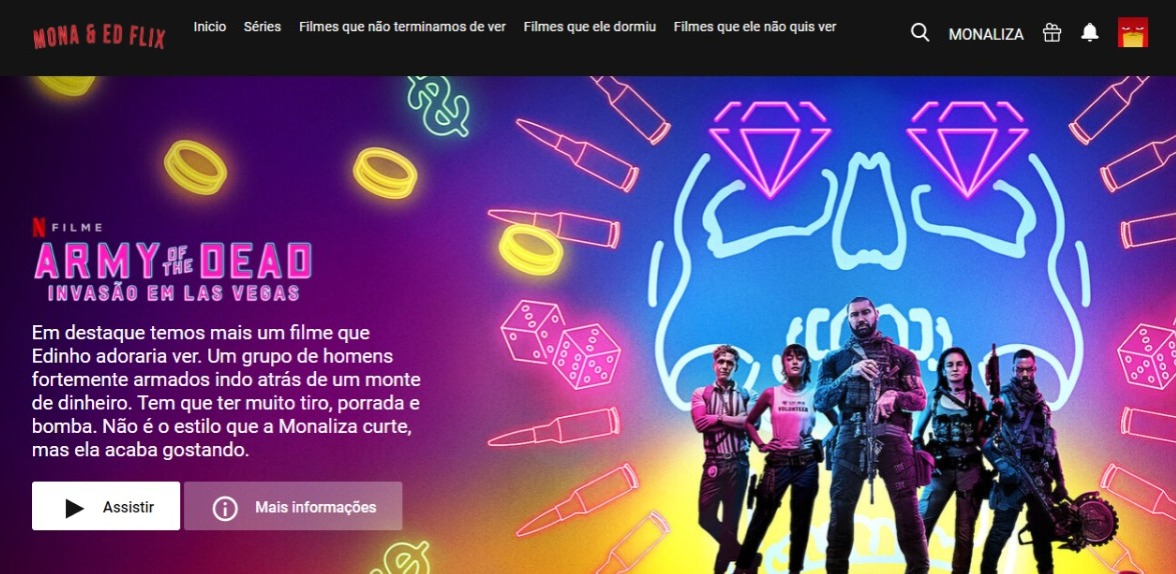 MONA & ED FLIX
Inicio Séries Filmes que não terminamos de ver Filmes que ele dormiu Filmes que ele não quis ver
MONALIZA
N FILME
ARMY OF THE DEAD
INVASÃO EM LAS VEGAS
Em destaque temos mais um filme que
Edinho adoraria ver. Um grupo de homens
fortemente armados indo atrás de um monte
de dinheiro. Tem que ter muito tiro, porrada e
bomba. Não é o estilo que a Monaliza curte,
mas ela acaba gostando.
Assistir Mais informações
VOLUNTEER